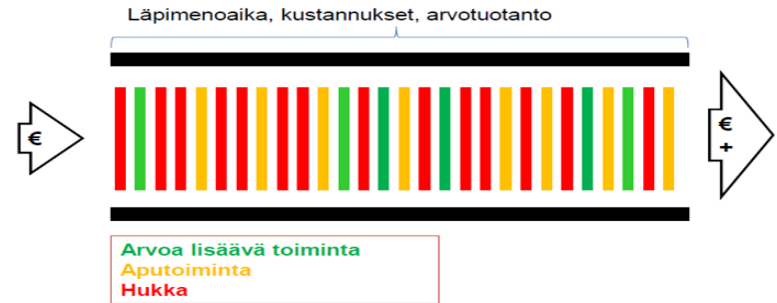 Läpimenoaika, kustannukset, arvotuotanto
€
€
+
Arvoa lisäävä toiminta
Aputoiminta
Hukka